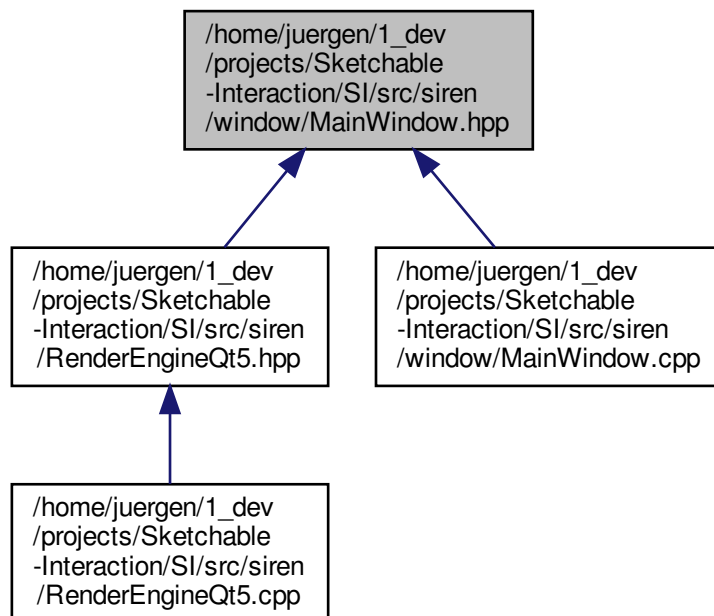 /home/juergen/1_dev
/projects/Sketchable
-Interaction/SI/src/siren
/window/MainWindow.hpp
/home/juergen/1_dev
/projects/Sketchable
-Interaction/SI/src/siren
/RenderEngineQt5.hpp
/home/juergen/1_dev
/projects/Sketchable
-Interaction/SI/src/siren
/window/MainWindow.cpp
/home/juergen/1_dev
/projects/Sketchable
-Interaction/SI/src/siren
/RenderEngineQt5.cpp